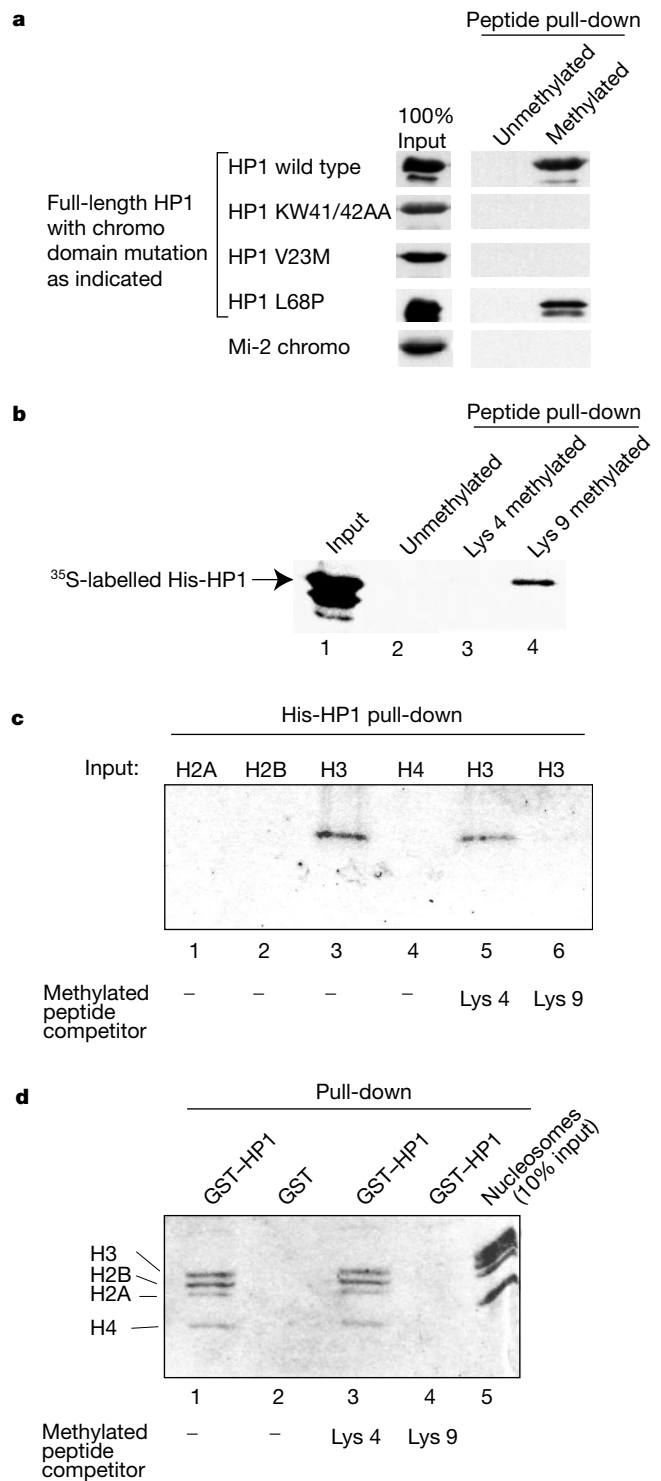 a
Peptide pull-down
Unmethylated
Methylated
100%
Input
Full-length HP1
with chromo
domain mutation
as indicated
HP1 wild type
HP1 KW41/42AA
HP1 V23M
HP1 L68P
Mi-2 chromo
b
Peptide pull-down
Input
Unmethylated
Lys 4 methylated
Lys 9 methylated
³⁵S-labelled His-HP1
1 2 3 4
c
His-HP1 pull-down
Input: H2A H2B H3 H4 H3 H3
1 2 3 4 5 6
Methylated
peptide
competitor
– – – – Lys 4 Lys 9
d
Pull-down
GST–HP1
GST
GST–HP1
GST–HP1
Nucleosomes
(10% input)
H3
H2B
H2A
H4
1 2 3 4 5
Methylated
peptide
competitor
– – Lys 4 Lys 9